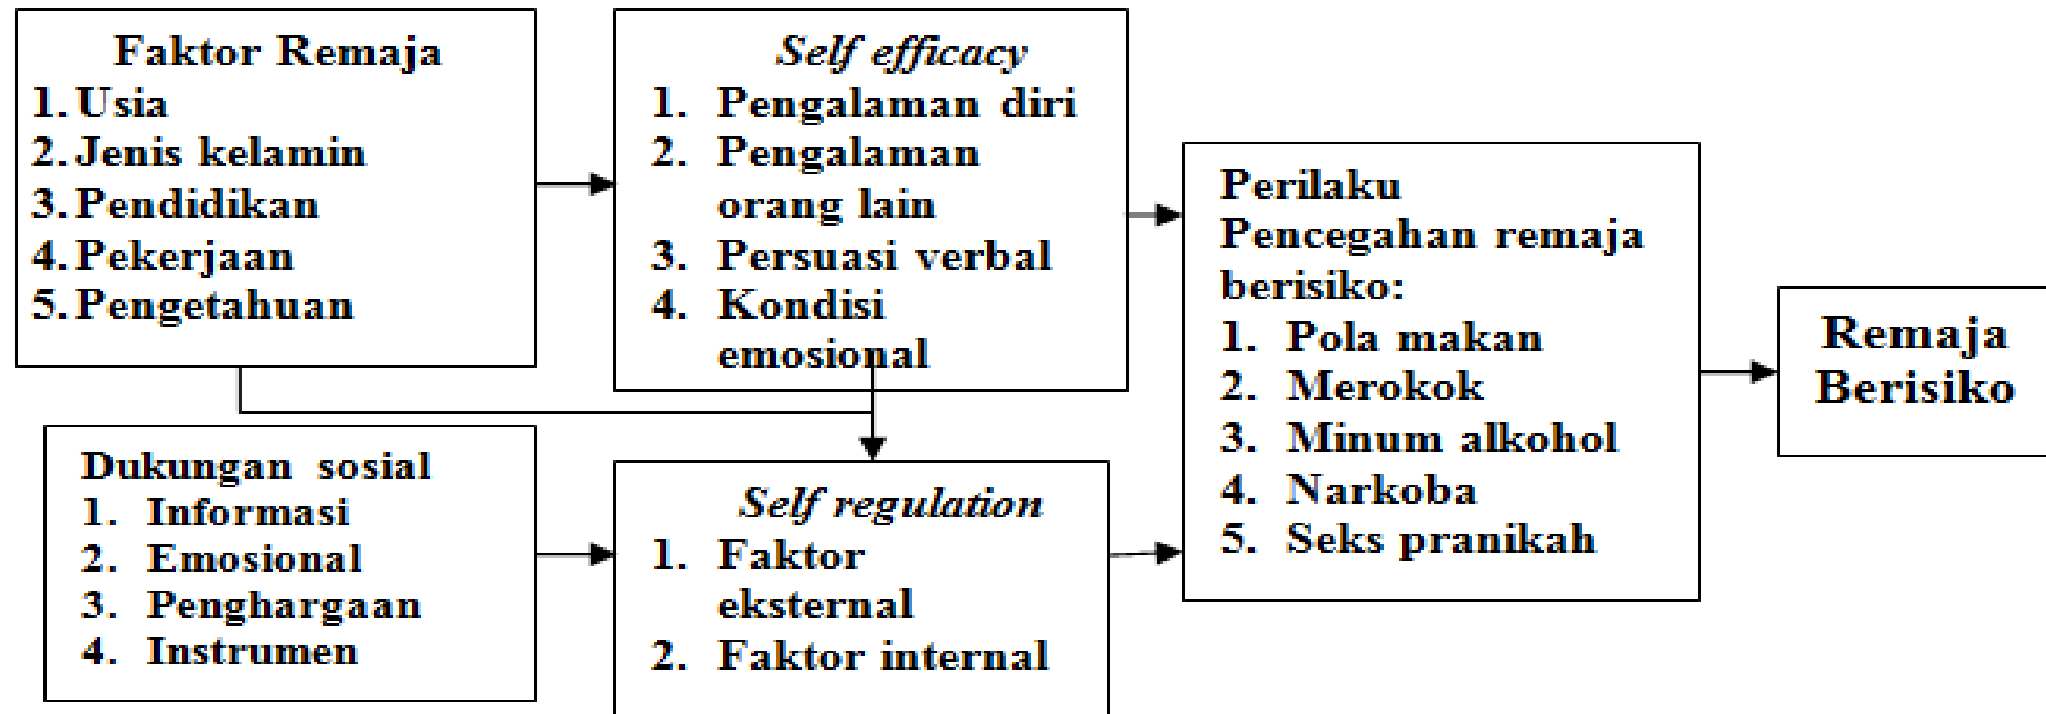 Faktor Remaja
1. Usia
2. Jenis kelamin
3. Pendidikan
4. Pekerjaan
5. Pengetahuan
Self efficacy
1. Pengalaman diri
2. Pengalaman
orang lain
3. Persuasi verbal
4. Kondisi
emosional
Dukungan sosial
1. Informasi
2. Emosional
3. Penghargaan
4. Instrumen
Self regulation
1. Faktor
eksternal
2. Faktor internal
Perilaku
Pencegahan remaja
berisiko:
1. Pola makan
2. Merokok
3. Minum alkohol
4. Narkoba
5. Seks pranikah
Remaja
Berisiko